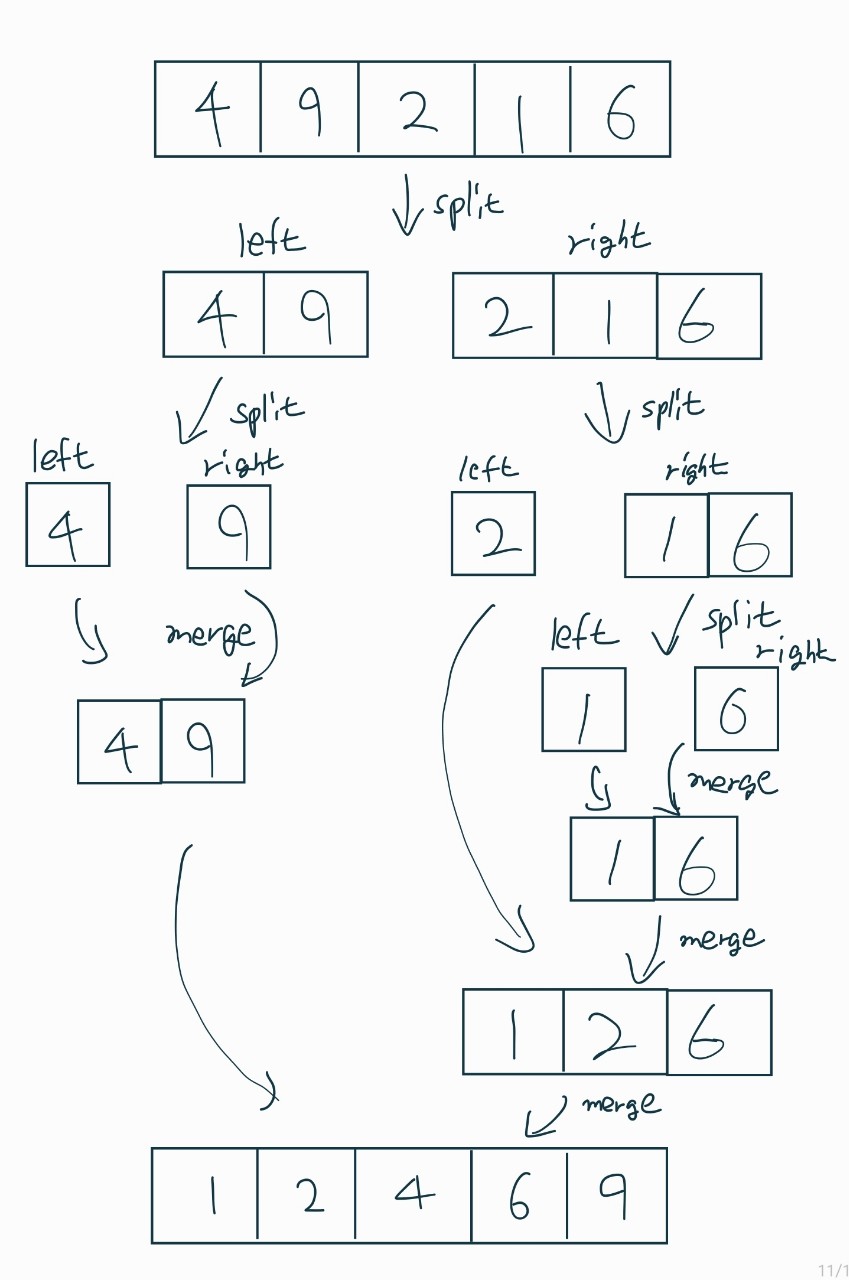 4 9 2 1 6
split
left right
4 9 2 1 6
split split
left right left right
4 9 2 1 6
merge left split right
1 6
4 9 merge
1 6
merge
1 2 6
merge
1 2 4 6 9
11/1